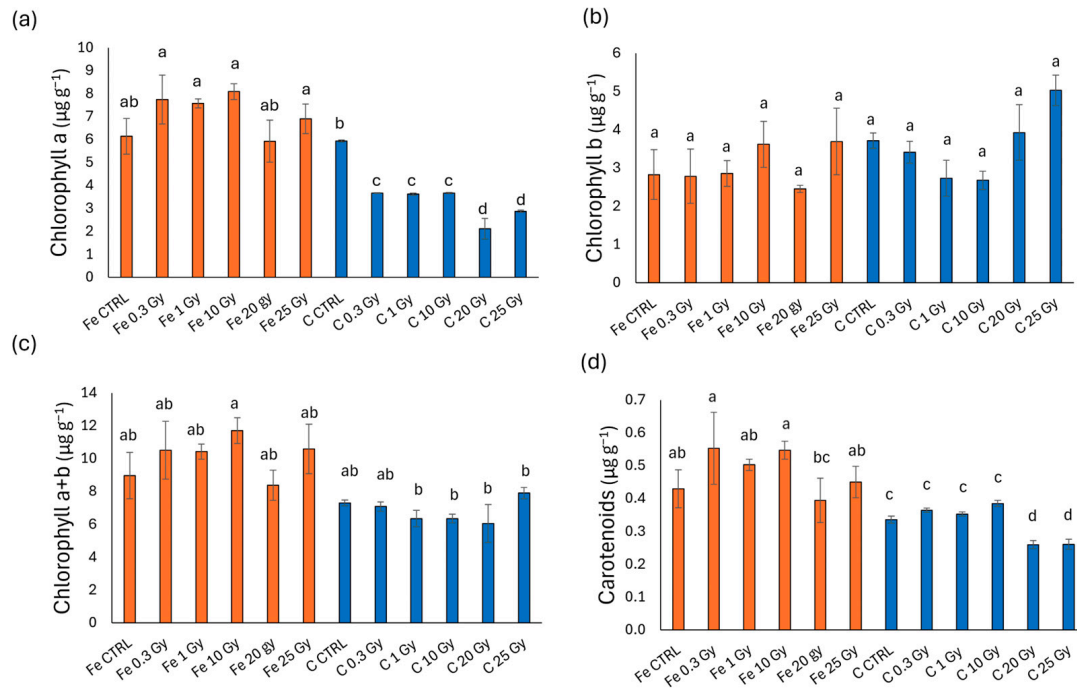 (a)
Chlorophyll a (µg g⁻¹)
10
9
8
7
6
5
4
3
2
1
0
ab
a
a
a
ab
a
b
c
c
c
d
d
Fe CTRL
Fe 0.3 Gy
Fe 1 Gy
Fe 10 Gy
Fe 20 gy
Fe 25 Gy
C CTRL
C 0.3 Gy
C 1 Gy
C 10 Gy
C 20 Gy
C 25 Gy
(b)
Chlorophyll b (µg g⁻¹)
6
5
4
3
2
1
0
a
a
a
a
a
a
a
a
a
a
a
a
Fe CTRL
Fe 0.3 Gy
Fe 1 Gy
Fe 10 Gy
Fe 20 gy
Fe 25 Gy
C CTRL
C 0.3 Gy
C 1 Gy
C 10 Gy
C 20 Gy
C 25 Gy
(c)
Chlorophyll a+b (µg g⁻¹)
14
12
10
8
6
4
2
0
ab
ab
ab
a
ab
ab
ab
ab
b
b
b
b
Fe CTRL
Fe 0.3 Gy
Fe 1 Gy
Fe 10 Gy
Fe 20 gy
Fe 25 Gy
C CTRL
C 0.3 Gy
C 1 Gy
C 10 Gy
C 20 Gy
C 25 Gy
(d)
Carotenoids (µg g⁻¹)
0.7
0.6
0.5
0.4
0.3
0.2
0.1
0.0
ab
a
ab
a
bc
ab
c
c
c
c
d
d
Fe CTRL
Fe 0.3 Gy
Fe 1 Gy
Fe 10 Gy
Fe 20 gy
Fe 25 Gy
C CTRL
C 0.3 Gy
C 1 Gy
C 10 Gy
C 20 Gy
C 25 Gy